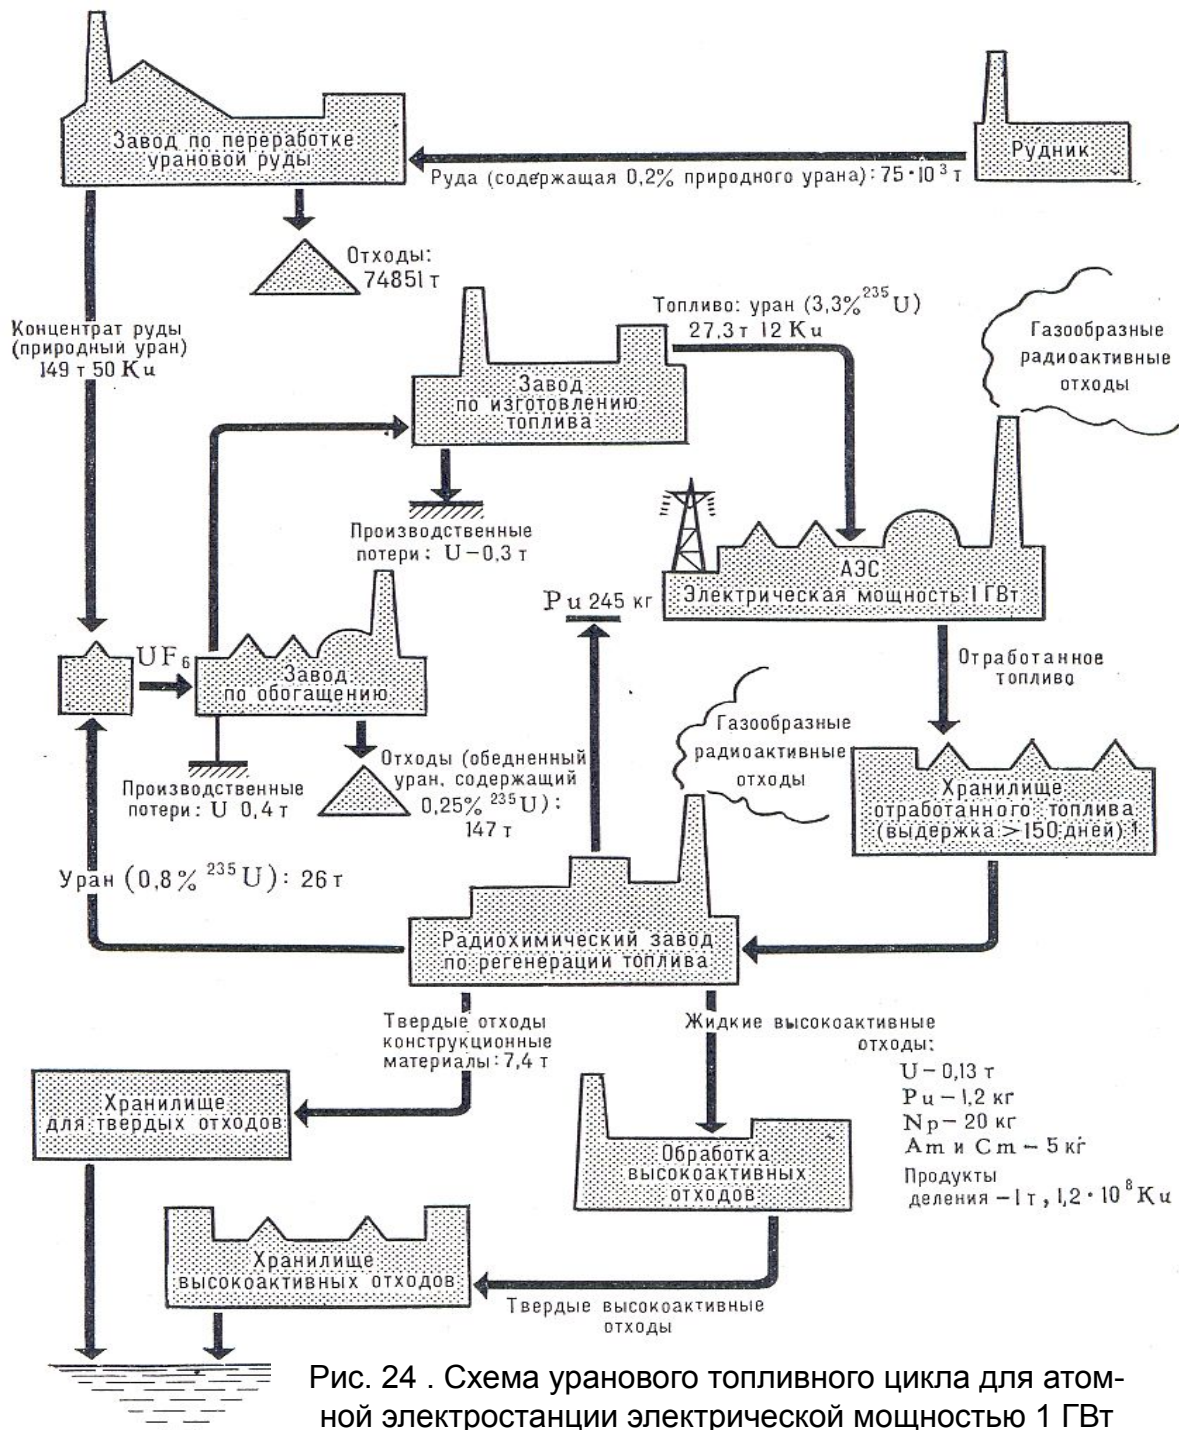 Завод по переработке
урановой руды
Рудник
Руда (содержащая 0,2% природного урана): 75·10³ т
Отходы:
74851 т
Концентрат руды
(природный уран)
149 т 50 Ku
Топливо: уран (3,3% ²³⁵U)
27,3т 12 Ku
Газообразные
радиоактивные
отходы
Завод
по изготовлению
топлива
Производственные
потери: U–0,3 т
АЭС
Электрическая мощность:1 ГВт
Pu 245 кг
UF₆
Завод
по обогащению
Отработанное
топливо
Газообразные
радиоактивные
отходы
Производственные
потери: U 0,4 т
Отходы (обедненный
уран, содержащий
0,25% ²³⁵U):
147 т
Хранилище
отработанного топлива
(выдержка >150 дней) 1
Уран (0,8% ²³⁵U): 26 т
Радиохимический завод
по регенерации топлива
Твердые отходы
конструкционные
материалы: 7,4 т
Жидкие высокоактивные
отходы:
U – 0,13 т
Pu – 1,2 кг
Np – 20 кг
Am и Cm – 5 кг
Продукты
деления – 1 т, 1,2·10⁸ Ku
Хранилище
для твердых отходов
Обработка
высокоактивных
отходов
Хранилище
высокоактивных отходов
Твердые высокоактивные
отходы
Рис. 24 . Схема уранового топливного цикла для атом-
ной электростанции электрической мощностью 1 ГВт